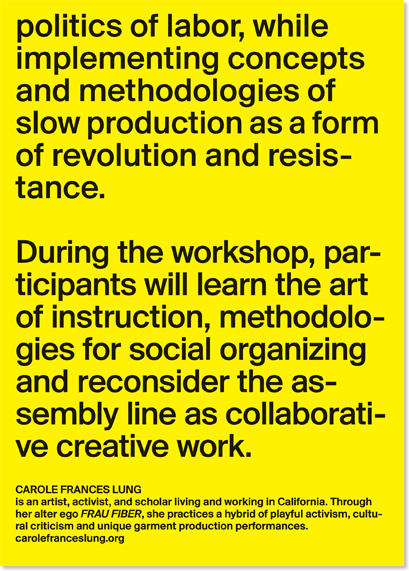 politics of labor, while
implementing concepts
and methodologies of
slow production as a form
of revolution and resis-
tance.
During the workshop, par-
ticipants will learn the art
of instruction, methodolo-
gies for social organizing
and reconsider the as-
sembly line as collaborati-
ve creative work.
CAROLE FRANCES LUNG
is an artist, activist, and scholar living and working in California. Through
her alter ego FRAU FIBER, she practices a hybrid of playful activism, cultu-
ral criticism and unique garment production performances.
carolefranceslung.org